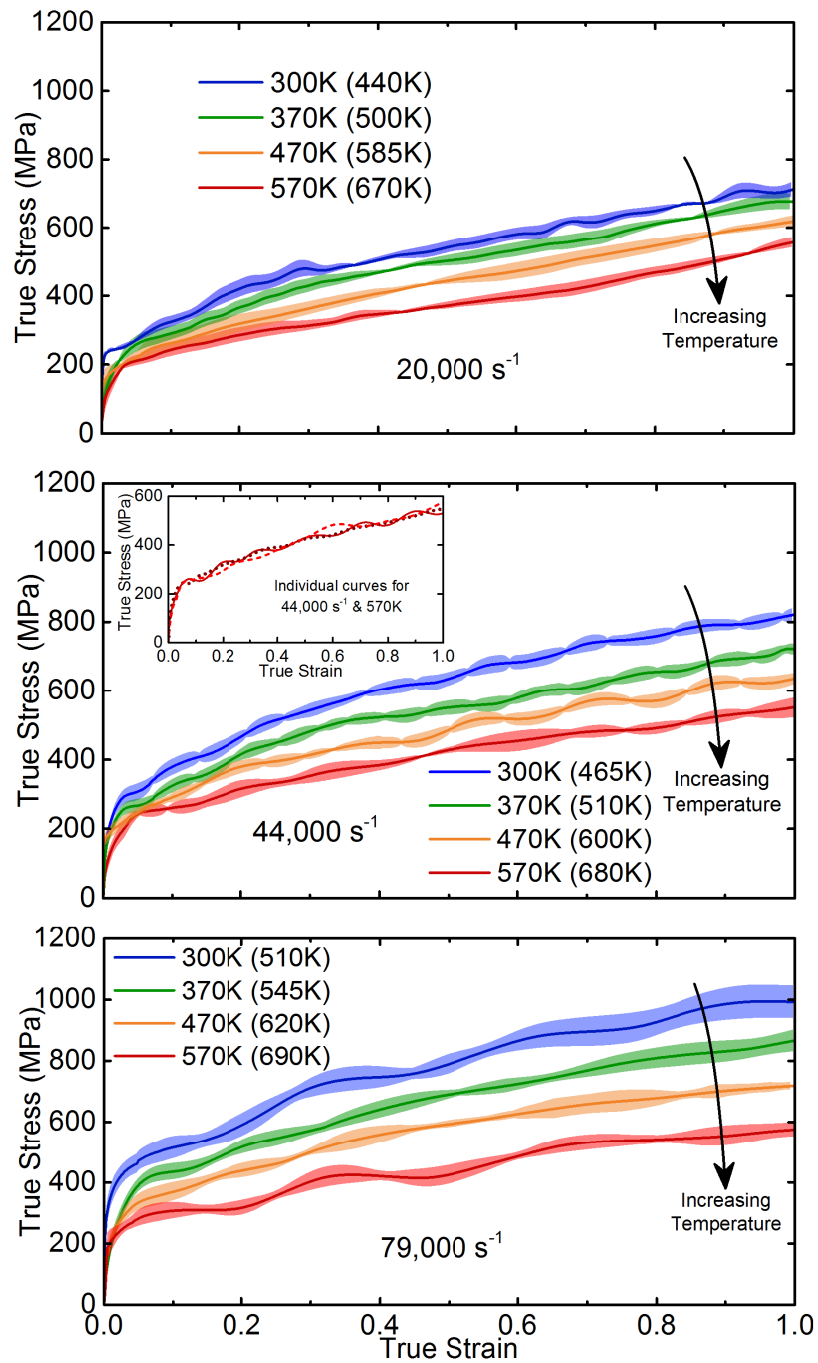 1200
1000
800
600
400
200
0
True Stress (MPa)
300K (440K)
370K (500K)
470K (585K)
570K (670K)
Increasing
Temperature
20,000 s⁻¹
1200
1000
800
600
400
200
0
True Stress (MPa)
600
400
200
0
True Stress (MPa)
Individual curves for
44,000 s⁻¹ & 570K
0.0 0.2 0.4 0.6 0.8 1.0
True Strain
300K (465K)
370K (510K)
470K (600K)
570K (680K)
Increasing
Temperature
44,000 s⁻¹
1200
1000
800
600
400
200
0
True Stress (MPa)
300K (510K)
370K (545K)
470K (620K)
570K (690K)
Increasing
Temperature
79,000 s⁻¹
0.0 0.2 0.4 0.6 0.8 1.0
True Strain